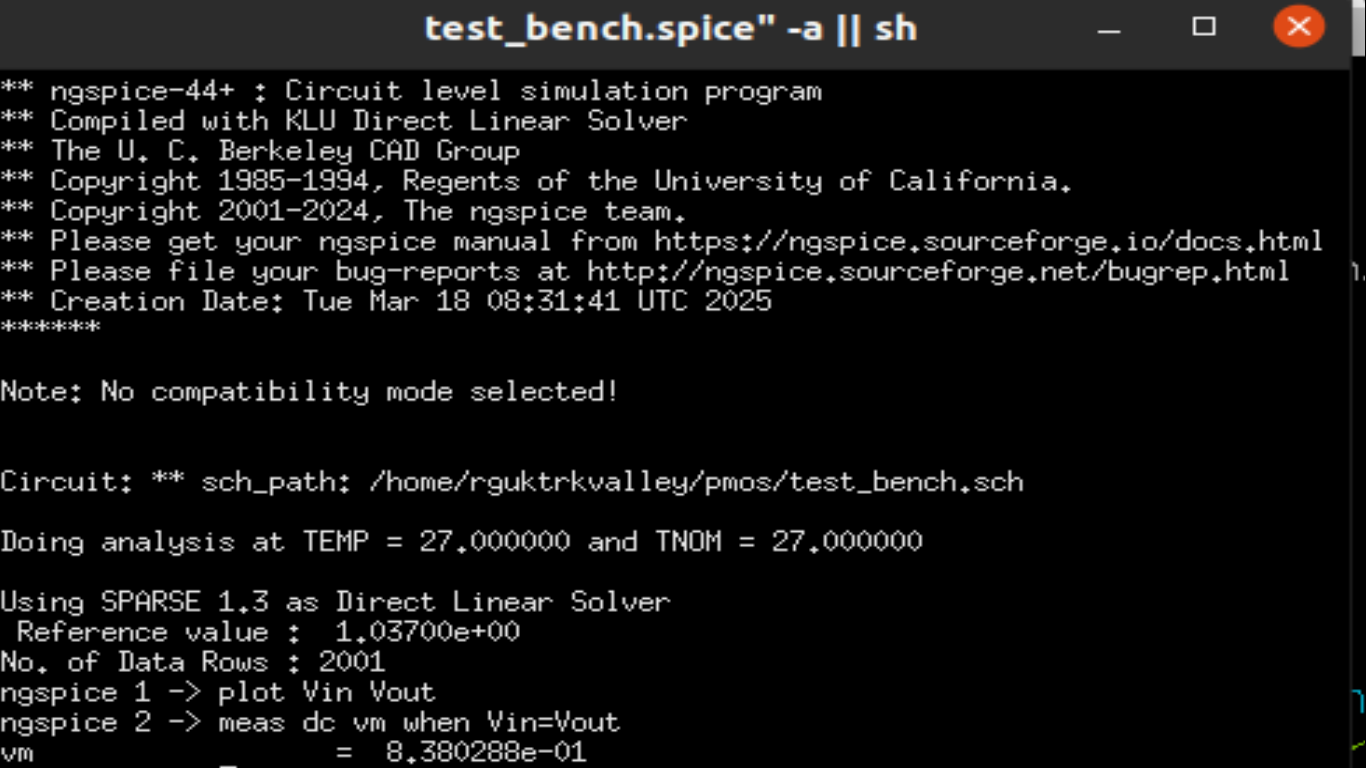 test_bench.spice" -a || sh
** ngspice-44+ : Circuit level simulation program
** Compiled with KLU Direct Linear Solver
** The U. C. Berkeley CAD Group
** Copyright 1985-1994, Regents of the University of California.
** Copyright 2001-2024, The ngspice team.
** Please get your ngspice manual from https://ngspice.sourceforge.io/docs.html
** Please file your bug-reports at http://ngspice.sourceforge.net/bugrep.html
** Creation Date: Tue Mar 18 08:31:41 UTC 2025
******
Note: No compatibility mode selected!
Circuit: ** sch_path: /home/rguktrkvalley/pmos/test_bench.sch
Doing analysis at TEMP = 27.000000 and TNOM = 27.000000
Using SPARSE 1.3 as Direct Linear Solver
Reference value : 1.03700e+00
No. of Data Rows : 2001
ngspice 1 -> plot Vin Vout
ngspice 2 -> meas dc vm when Vin=Vout
vm = 8.380288e-01